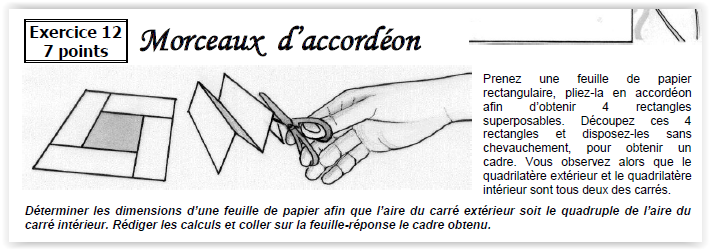 Exercice 12
7 points
Morceaux d'accordéon
Prenez une feuille de papier
rectangulaire, pliez-la en accordéon
afin d'obtenir 4 rectangles
superposables. Découpez ces 4
rectangles et disposez-les sans
chevauchement, pour obtenir un
cadre. Vous observez alors que le
quadrilatère extérieur et le quadrilatère
intérieur sont tous deux des carrés.
Déterminer les dimensions d'une feuille de papier afin que l'aire du carré extérieur soit le quadruple de l'aire du
carré intérieur. Rédiger les calculs et coller sur la feuille-réponse le cadre obtenu.